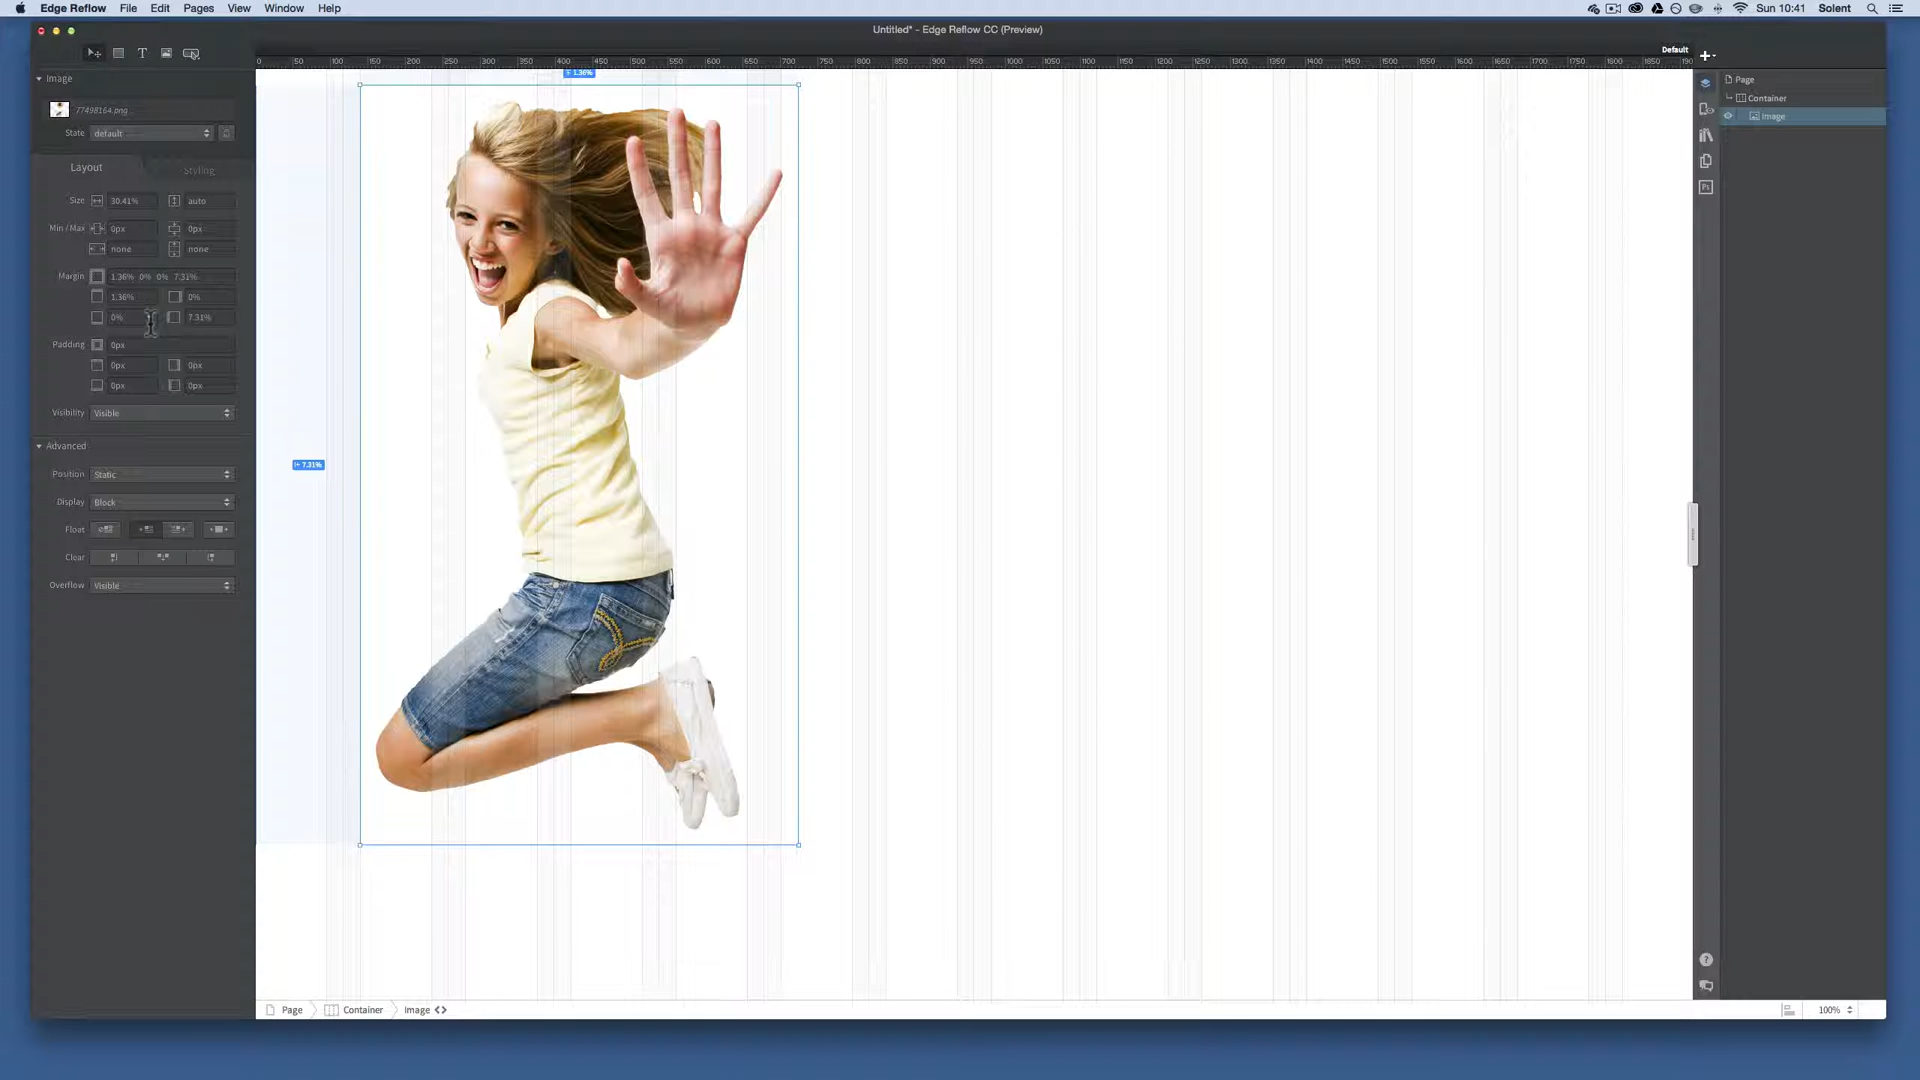 Edge Reflow File Edit Pages View Window Help Sun 10:41 Solent
Untitled* - Edge Reflow CC (Preview)
Default
0 50 100 150 200 250 300 350 400 450 500 550 600 650 700 750 800 850 900 950 1000 1050 1100 1150 1200 1250 1300 1350 1400 1450 1500 1550 1600 1650 1700 1750 1800 1850 190
1.36%
Image
77498164.png
State default
Layout Styling
Size 30.41% auto
Min / Max 0px 0px
none none
Margin 1.36% 0% 0% 7.31%
1.36% 0%
0% 7.31%
Padding 0px
0px 0px
0px 0px
Visibility Visible
Advanced
Position Static
Display Block
Float
Clear
Overflow Visible
7.31%
Page
Container
Image
Ps
?
Page Container Image
100%